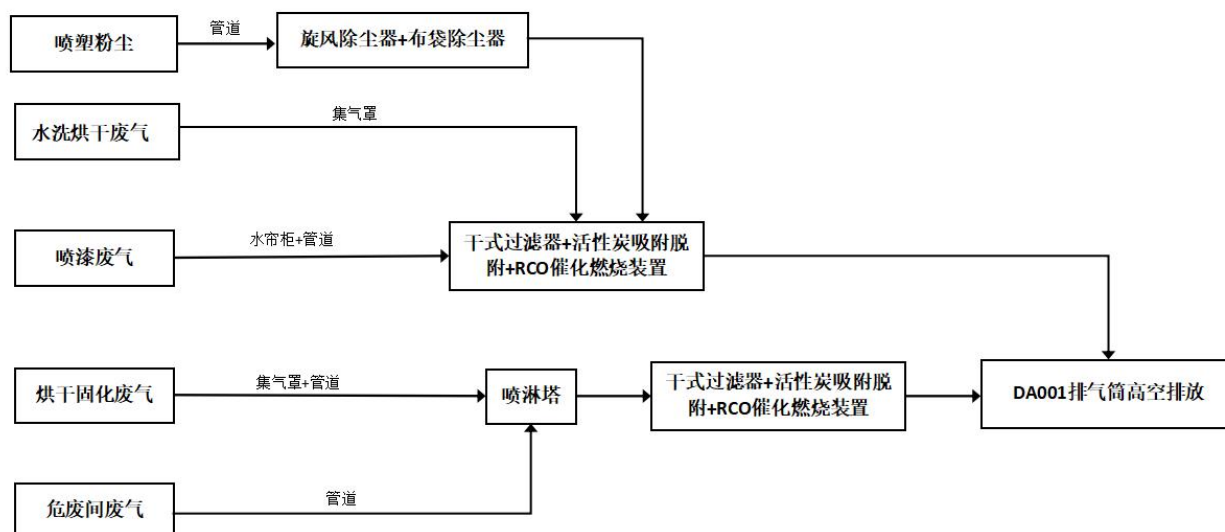 喷塑粉尘
管道
旋风除尘器+布袋除尘器
水洗烘干废气
集气罩
喷漆废气
水帘柜+管道
干式过滤器+活性炭吸附脱
附+RCO催化燃烧装置
烘干固化废气
集气罩+管道
喷淋塔
干式过滤器+活性炭吸附脱
附+RCO催化燃烧装置
DA001排气筒高空排放
危废间废气
管道